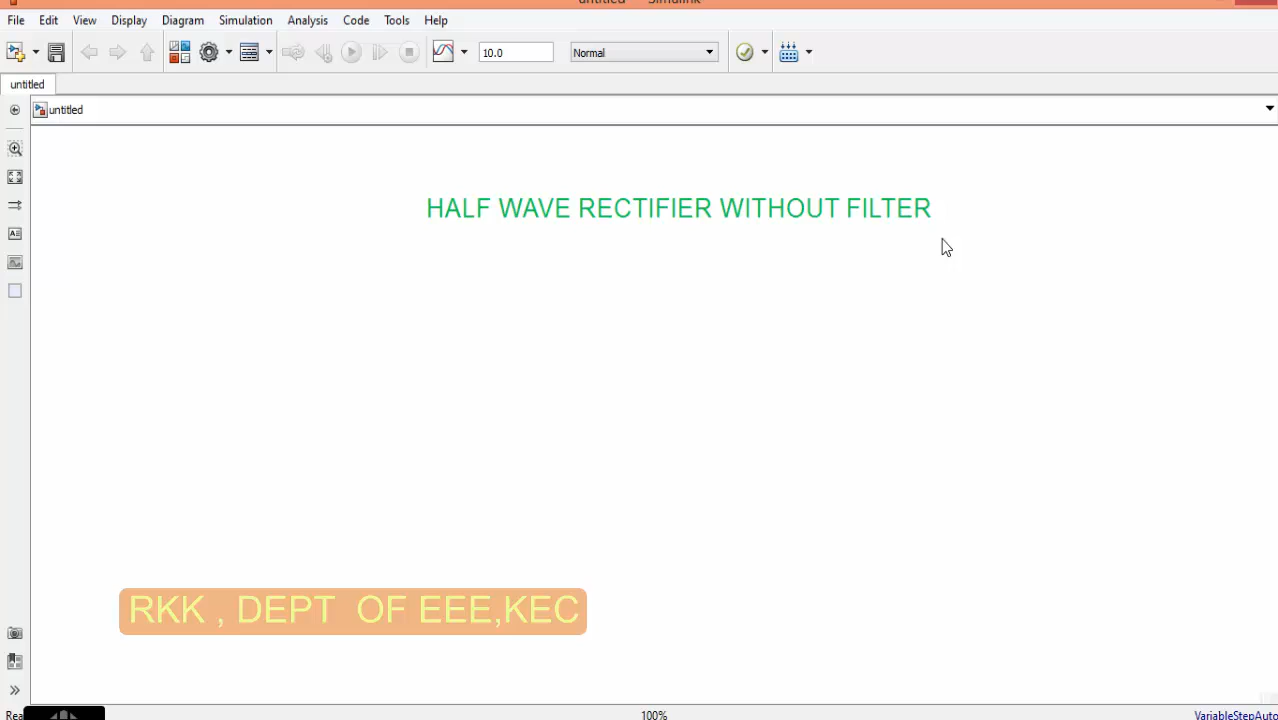 untitled - Simulink
File Edit View Display Diagram Simulation Analysis Code Tools Help
10.0 Normal
untitled
untitled
HALF WAVE RECTIFIER WITHOUT FILTER
RKK , DEPT OF EEE,KEC
100% VariableStepAuto